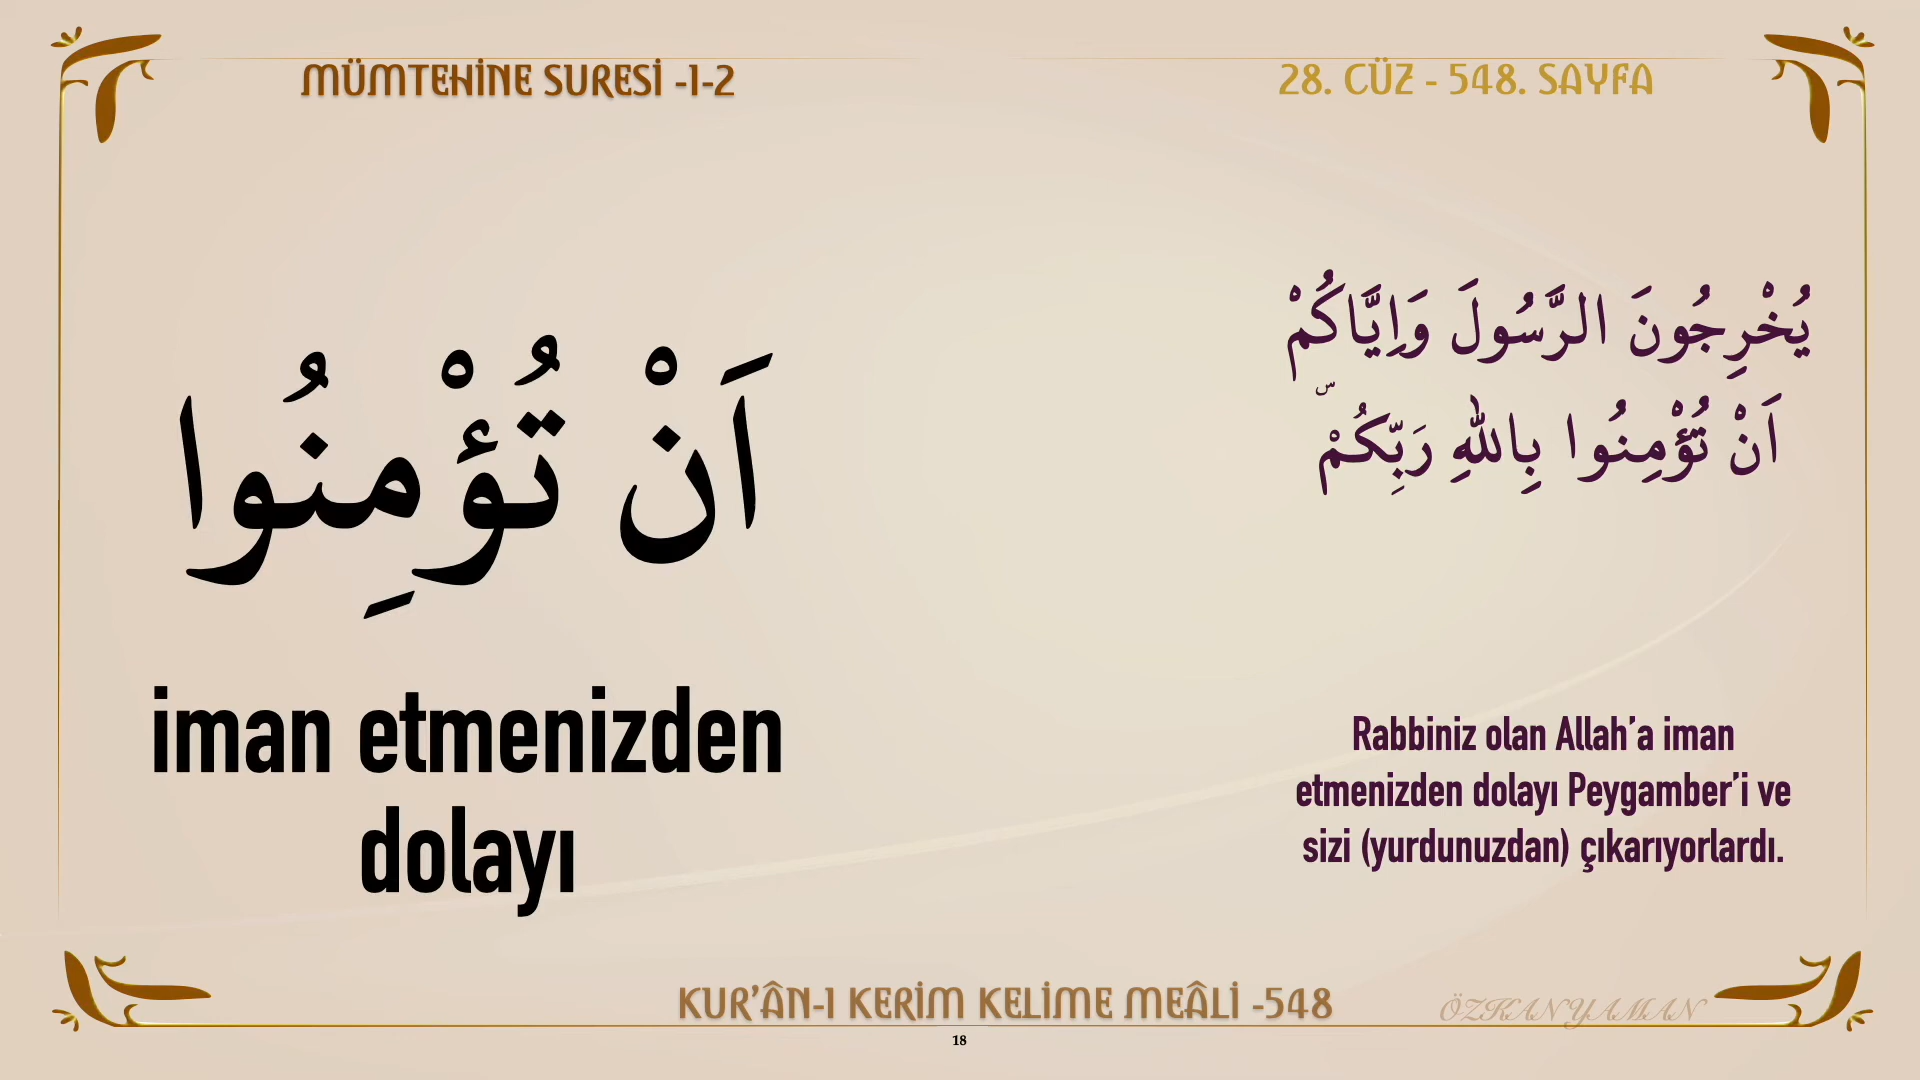 MÜMTEHİNE SURESİ -1-2
28. CÜZ - 548. SAYFA
يُخْرِجُونَ الرَّسُولَ وَاِيَّاكُمْ
اَنْ تُؤْمِنُوا بِاللّٰهِ رَبِّكُمْۜ
اَنْ تُؤْمِنُوا
iman etmenizden
dolayı
Rabbiniz olan Allah’a iman
etmenizden dolayı Peygamber’i ve
sizi (yurdunuzdan) çıkarıyorlardı.
KUR’ÂN-I KERİM KELİME MEÂLİ -548
ÖZKAN YAMAN
18